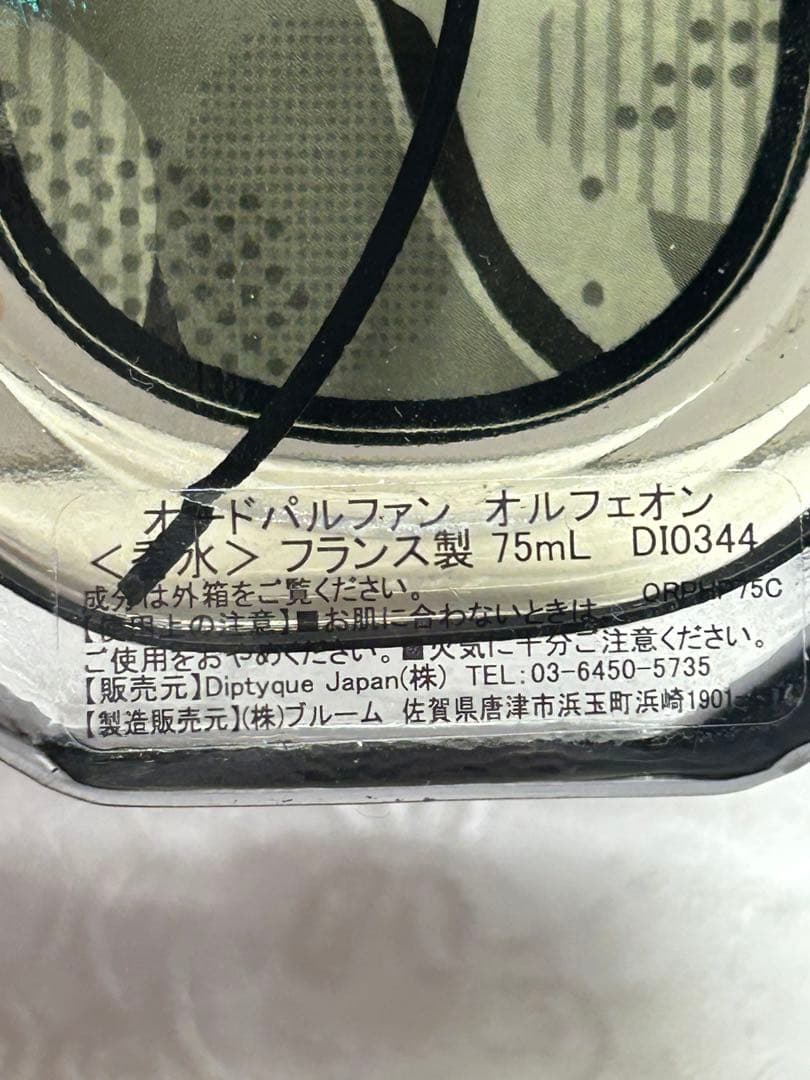 オードパルファン オルフェオン
＜香水＞ フランス製 75mL DI0344
成分は外箱をご覧ください。 ORPHP75C
【使用上の注意】■お肌に合わないときは、
ご使用をおやめください。■火気に十分ご注意ください。
【販売元】Diptyque Japan(株) TEL:03-6450-5735
【製造販売元】(株)ブルーム 佐賀県唐津市浜玉町浜崎1901